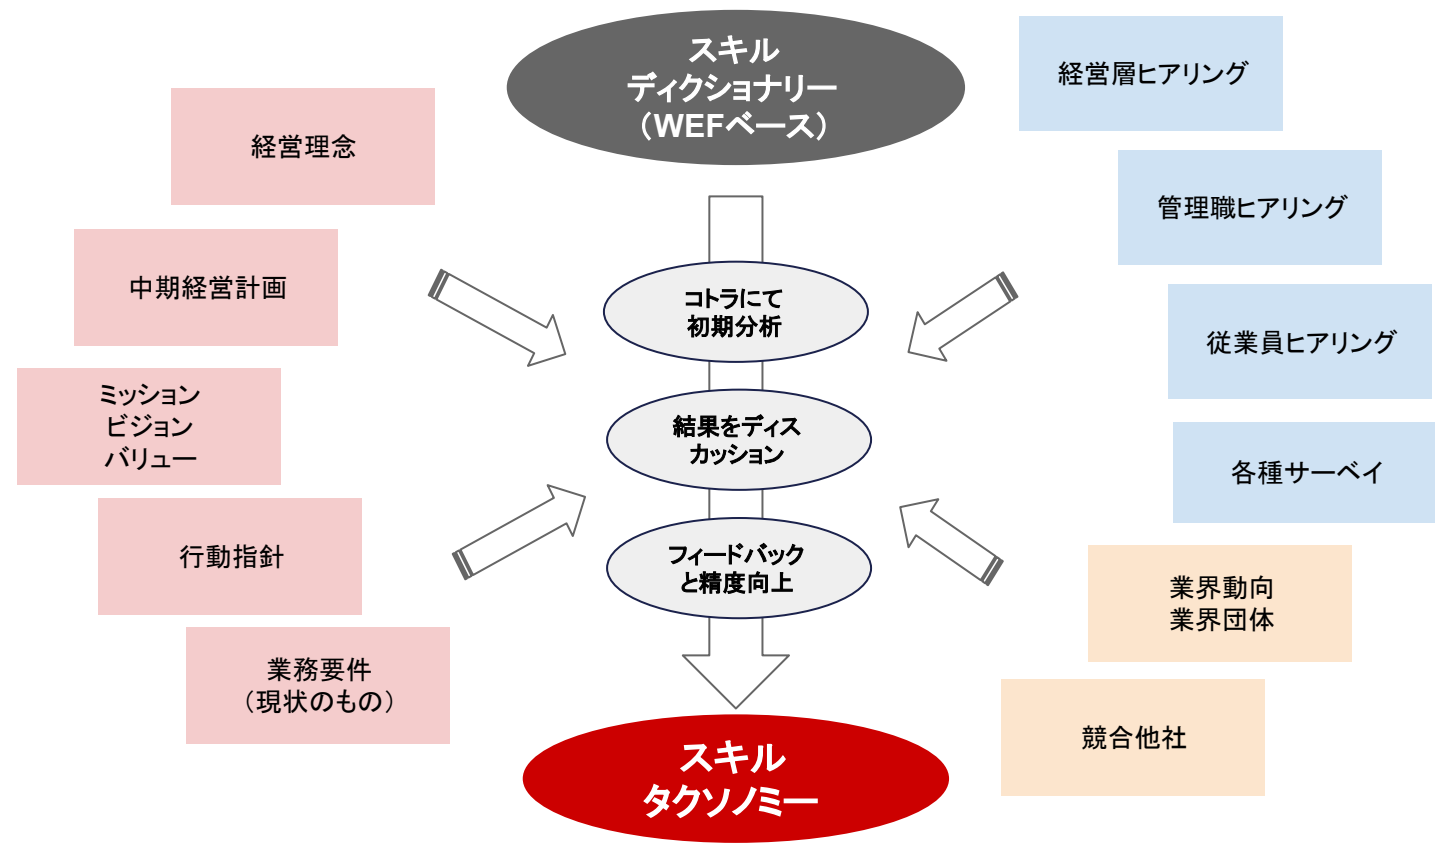 スキル
ディクショナリー
（WEFベース）
経営理念
中期経営計画
ミッション
ビジョン
バリュー
行動指針
業務要件
（現状のもの）
コトラにて
初期分析
結果をディス
カッション
フィードバック
と精度向上
スキル
タクソノミー
経営層ヒアリング
管理職ヒアリング
従業員ヒアリング
各種サーベイ
業界動向
業界団体
競合他社